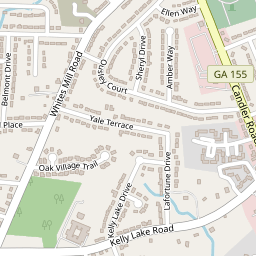 Ellen Way
Belmont Drive
Whites Mill Road
Ousley
Court
Sheryl Drive
Amber Way
GA 155
Candler Road
Place
Yale Terrace
Oak Village Trail
Kelly Lake Drive
Lafortune Drive
Kelly Lake Road